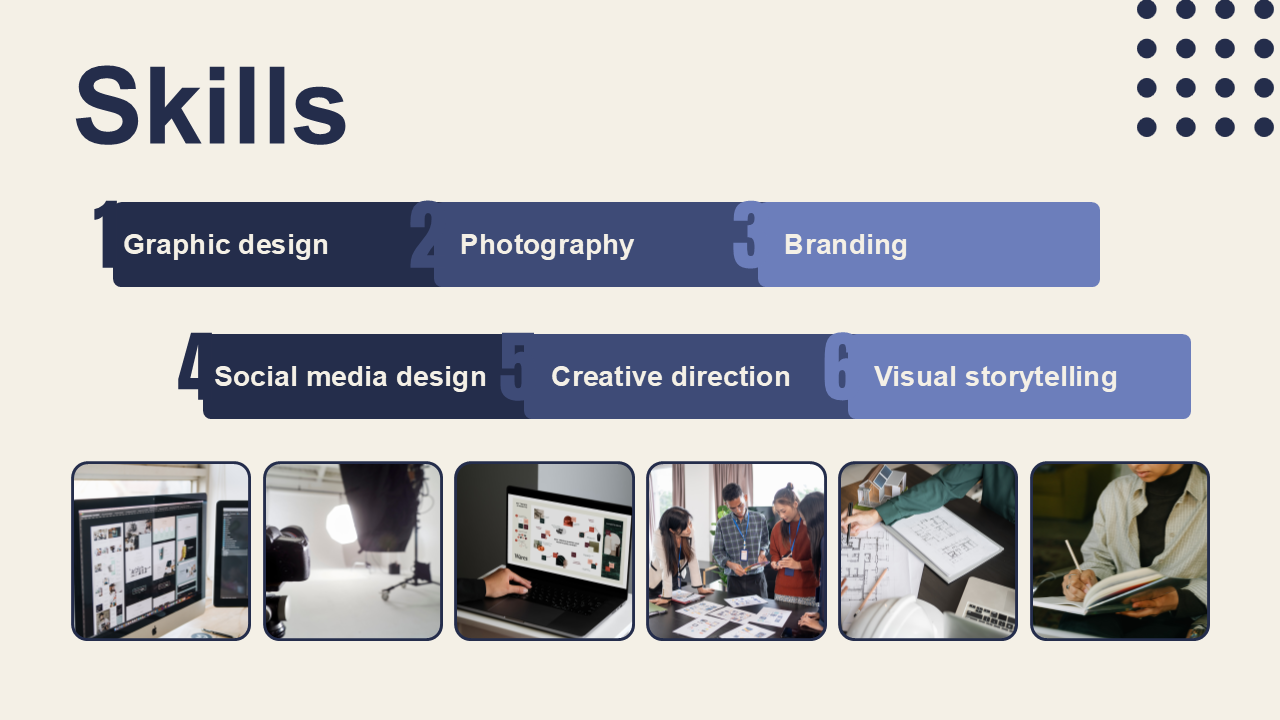 Skills
1 Graphic design
2 Photography
3 Branding
4 Social media design
5 Creative direction
6 Visual storytelling